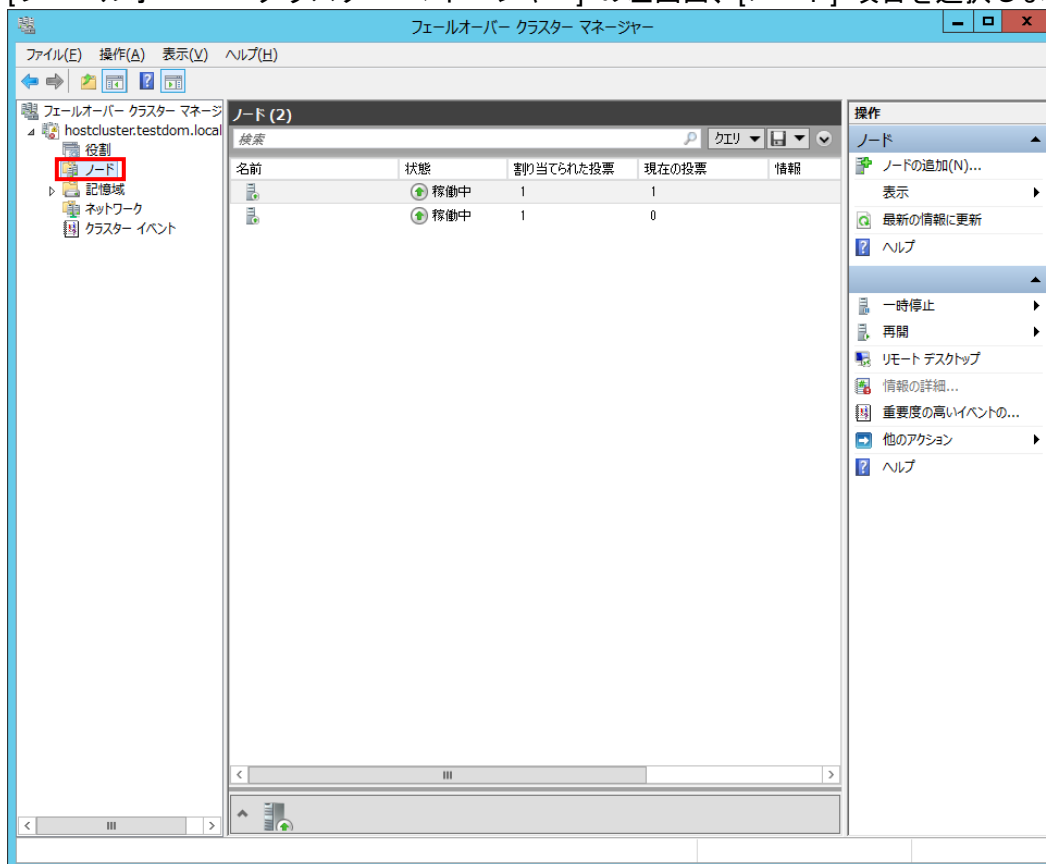 フェールオーバー クラスター マネージャー
ファイル(F) 操作(A) 表示(V) ヘルプ(H)
フェールオーバー クラスター マネージ
hostcluster.testdom.local
役割
ノード
記憶域
ネットワーク
クラスター イベント
ノード (2)
検索
クエリ
名前 状態 割り当てられた投票 現在の投票 情報
稼働中 1 1
稼働中 1 0
操作
ノード
ノードの追加(N)...
表示
最新の情報に更新
ヘルプ
一時停止
再開
リモート デスクトップ
情報の詳細...
重要度の高いイベントの...
他のアクション
ヘルプ